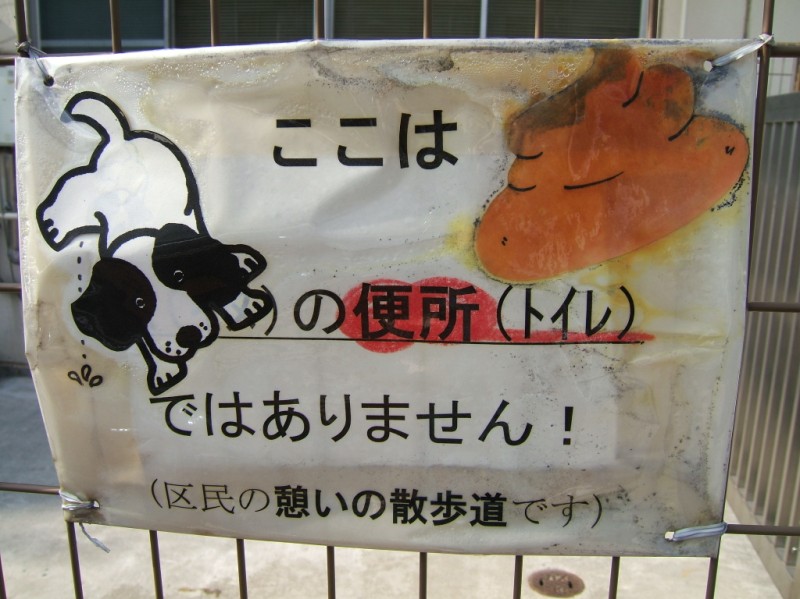 ここは
)の便所(ﾄｲﾚ)
ではありません!
(区民の憩いの散歩道です)